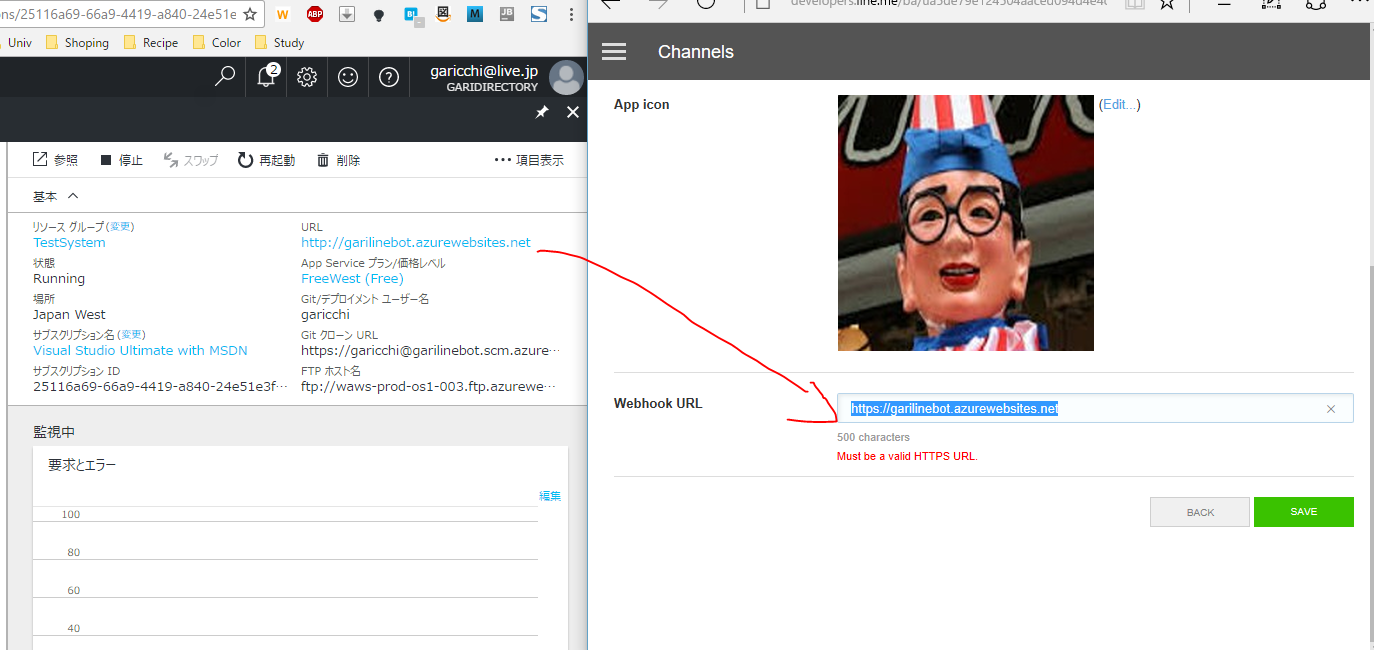 ons/25116a69-66a9-4419-a840-24e51e
Univ
Shoping
Recipe
Color
Study
2
garicchi@live.jp
GARIDIRECTORY
参照
停止
スワップ
再起動
削除
項目表示
基本
リソース グループ (変更)
TestSystem
状態
Running
場所
Japan West
サブスクリプション名 (変更)
Visual Studio Ultimate with MSDN
サブスクリプション ID
25116a69-66a9-4419-a840-24e51e3f···
URL
http://garilinebot.azurewebsites.net
App Service プラン/価格レベル
FreeWest (Free)
Git/デプロイメント ユーザー名
garicchi
Git クローン URL
https://garicchi@garilinebot.scm.azure···
FTP ホスト名
ftp://waws-prod-os1-003.ftp.azurewe···
監視中
要求とエラー
編集
100
80
60
40
Channels
App icon
(Edit...)
Webhook URL
https://garilinebot.azurewebsites.net
500 characters
Must be a valid HTTPS URL.
BACK
SAVE